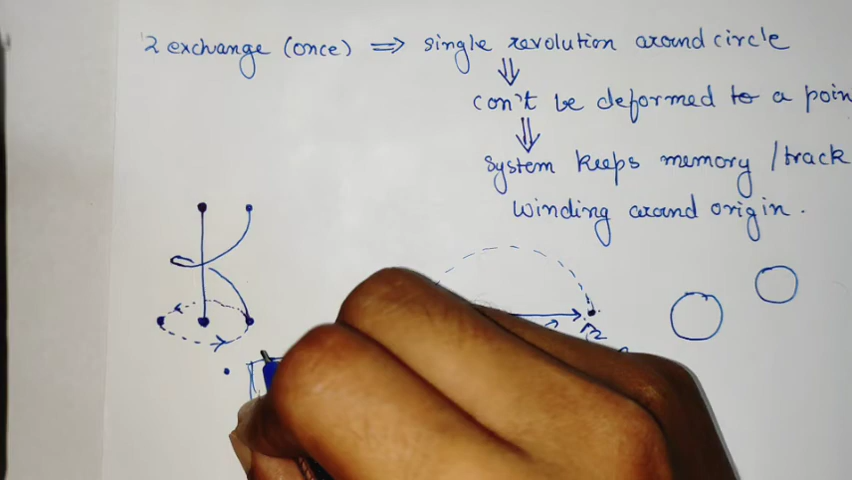 2 exchange (once) ⟹ single revolution around circle
⇓
can't be deformed to a poin
⇓
system keeps memory /track
winding around origin.
r2